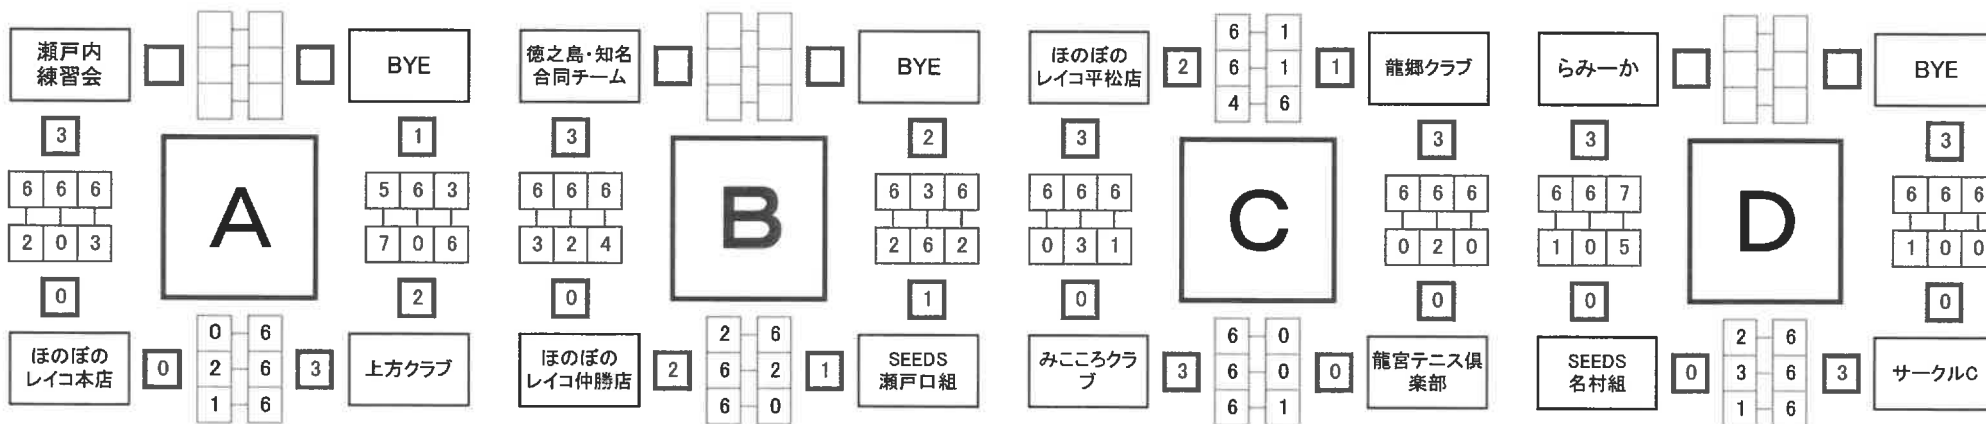 瀬戸内
練習会
BYE
3
1
6 6 6
5 6 3
A
2 0 3
7 0 6
0
2
ほのぼの
レイコ本店
0
0 6
2 6
1 6
3
上方クラブ
徳之島・知名
合同チーム
BYE
3
2
6 6 6
6 3 6
B
3 2 4
2 6 2
0
1
ほのぼの
レイコ仲勝店
2
2 6
6 2
6 0
1
SEEDS
瀬戸口組
ほのぼの
レイコ平松店
2
6 1
6 1
4 6
1
龍郷クラブ
3
3
6 6 6
6 6 6
C
0 3 1
0 2 0
0
0
みこころクラ
ブ
3
6 0
6 0
6 1
0
龍宮テニス倶
楽部
らみーか
BYE
3
3
6 6 7
6 6 6
D
1 0 5
1 0 0
0
0
SEEDS
名村組
0
2 6
3 6
1 6
3
サークルC